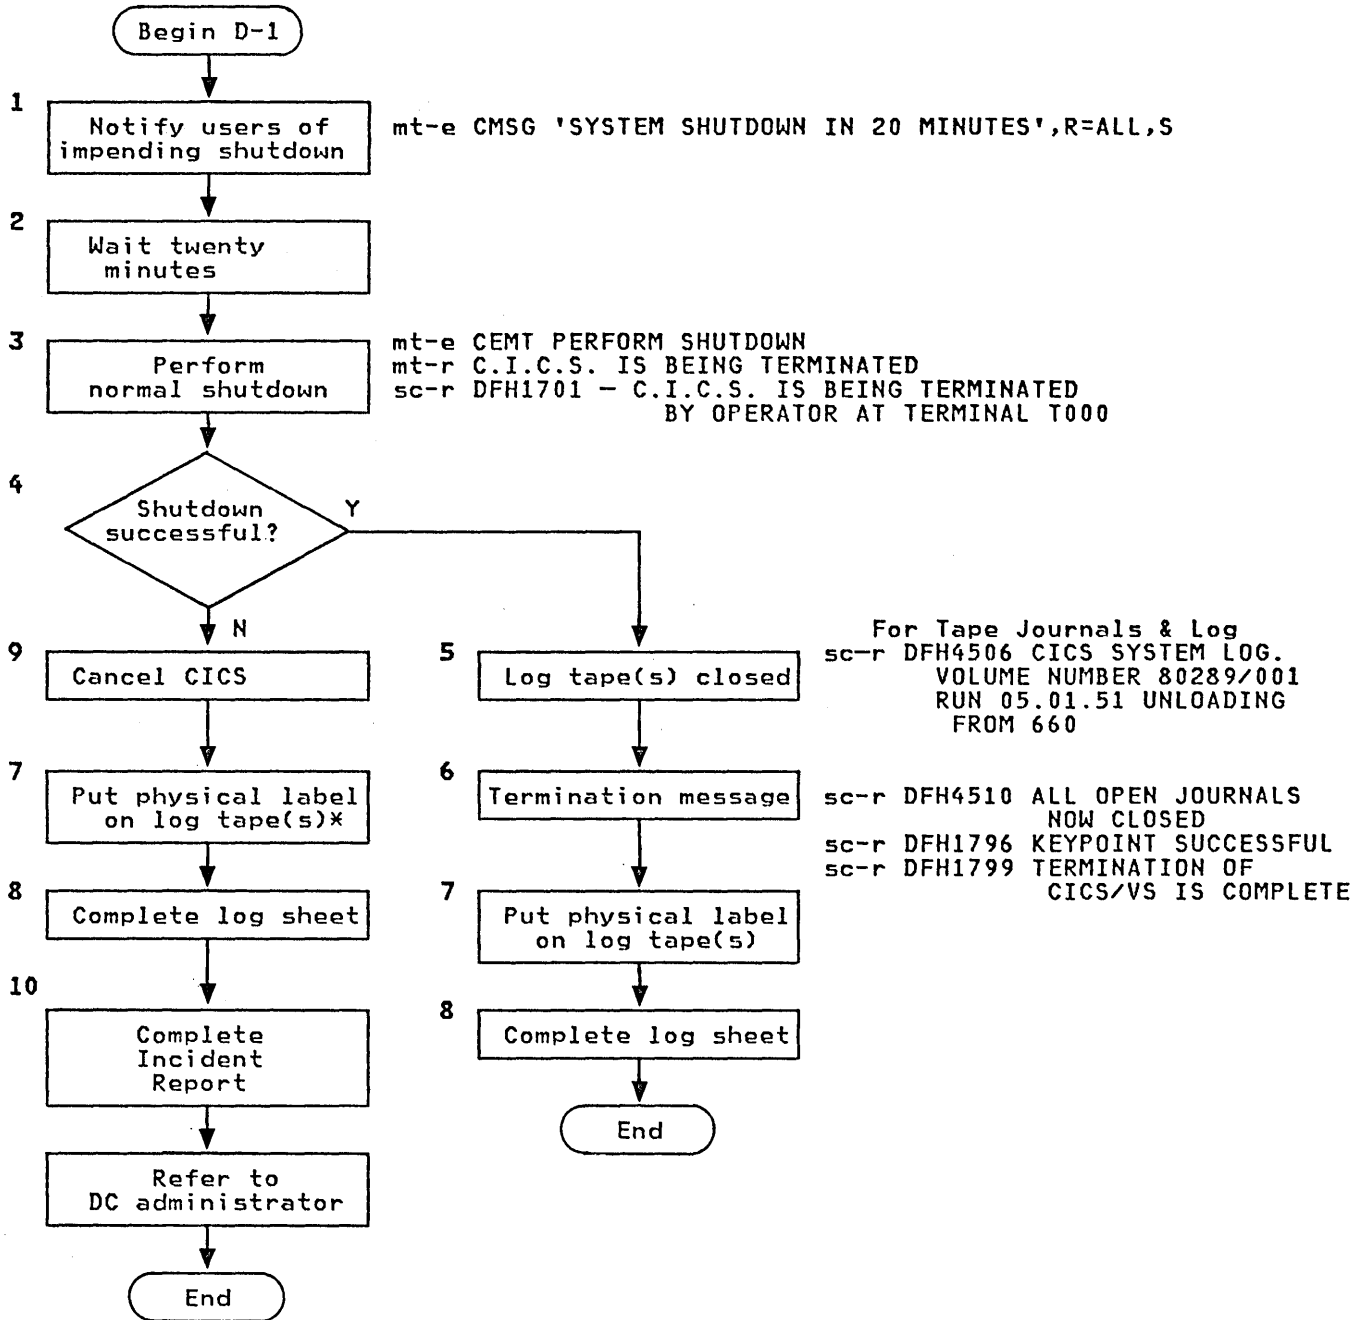 Begin D-1
1
Notify users of
impending shutdown
mt-e CMSG 'SYSTEM SHUTDOWN IN 20 MINUTES',R=ALL,S
2
Wait twenty
minutes
3
Perform
normal shutdown
mt-e CEMT PERFORM SHUTDOWN
mt-r C.I.C.S. IS BEING TERMINATED
sc-r DFH1701 — C.I.C.S. IS BEING TERMINATED
BY OPERATOR AT TERMINAL T000
4
Shutdown
successful?
Y
N
9
Cancel CICS
7
Put physical label
on log tape(s)*
8
Complete log sheet
10
Complete
Incident
Report
Refer to
DC administrator
End
5
Log tape(s) closed
For Tape Journals & Log
sc-r DFH4506 CICS SYSTEM LOG.
VOLUME NUMBER 80289/001
RUN 05.01.51 UNLOADING
FROM 660
6
Termination message
sc-r DFH4510 ALL OPEN JOURNALS
NOW CLOSED
sc-r DFH1796 KEYPOINT SUCCESSFUL
sc-r DFH1799 TERMINATION OF
CICS/VS IS COMPLETE
7
Put physical label
on log tape(s)
8
Complete log sheet
End